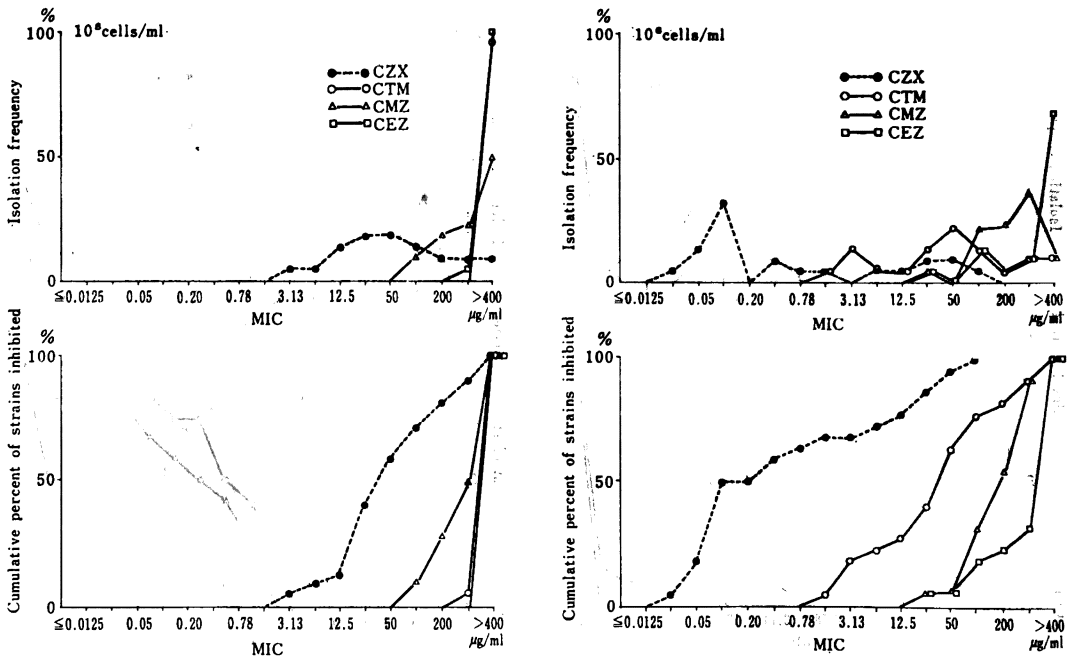 %
100
10⁸cells/ml
CZX
CTM
CMZ
CEZ
Isolation frequency
50
0
≤0.0125 0.05 0.20 0.78 3.13 12.5 50 200 >400
MIC
μg/ml
%
100
Cumulative percent of strains inhibited
50
0
≤0.0125 0.05 0.20 0.78 3.13 12.5 50 200 >400
MIC
μg/ml
%
100
10⁸cells/ml
CZX
CTM
CMZ
CEZ
Isolation frequency
50
0
≤0.0125 0.05 0.20 0.78 3.13 12.5 50 200 >400
MIC
μg/ml
%
100
Cumulative percent of strains inhibited
50
0
≤0.0125 0.05 0.20 0.78 3.13 12.5 50 200 >400
MIC
μg/ml